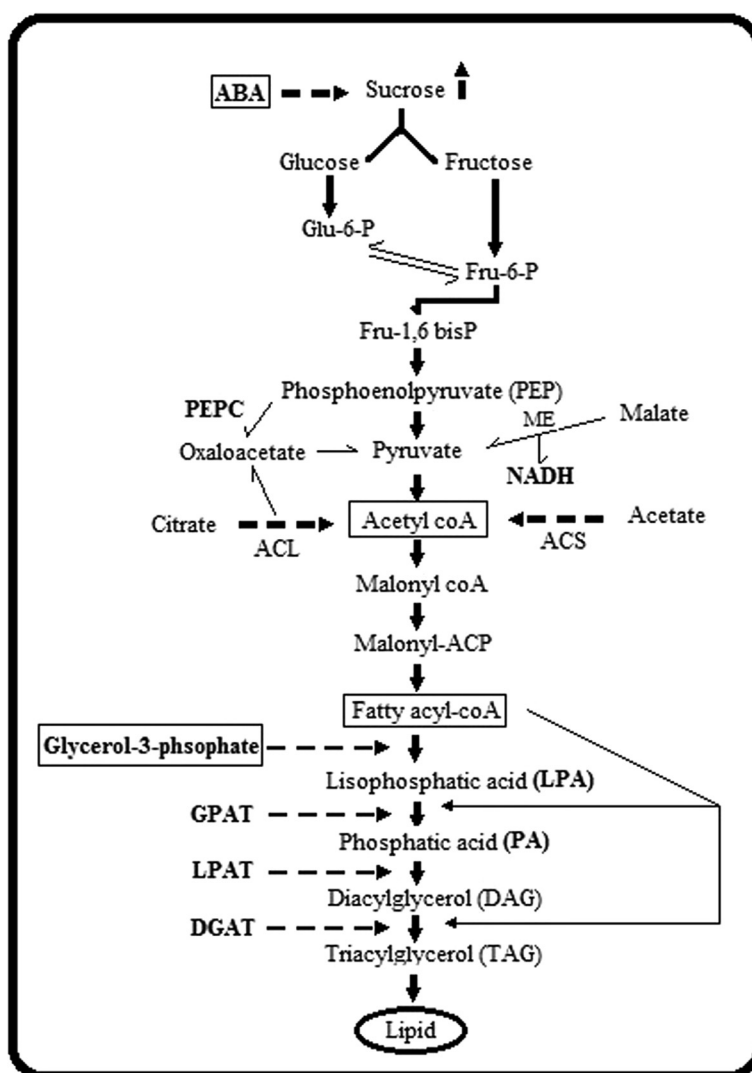 ABA Sucrose
Glucose Fructose
Glu-6-P
Fru-6-P
Fru-1,6 bisP
Phosphoenolpyruvate (PEP)
PEPC ME Malate
Oxaloacetate Pyruvate
NADH
Citrate Acetyl coA Acetate
ACL ACS
Malonyl coA
Malonyl-ACP
Fatty acyl-coA
Glycerol-3-phsophate
Lisophosphatic acid (LPA)
GPAT
Phosphatic acid (PA)
LPAT
Diacylglycerol (DAG)
DGAT
Triacylglycerol (TAG)
Lipid